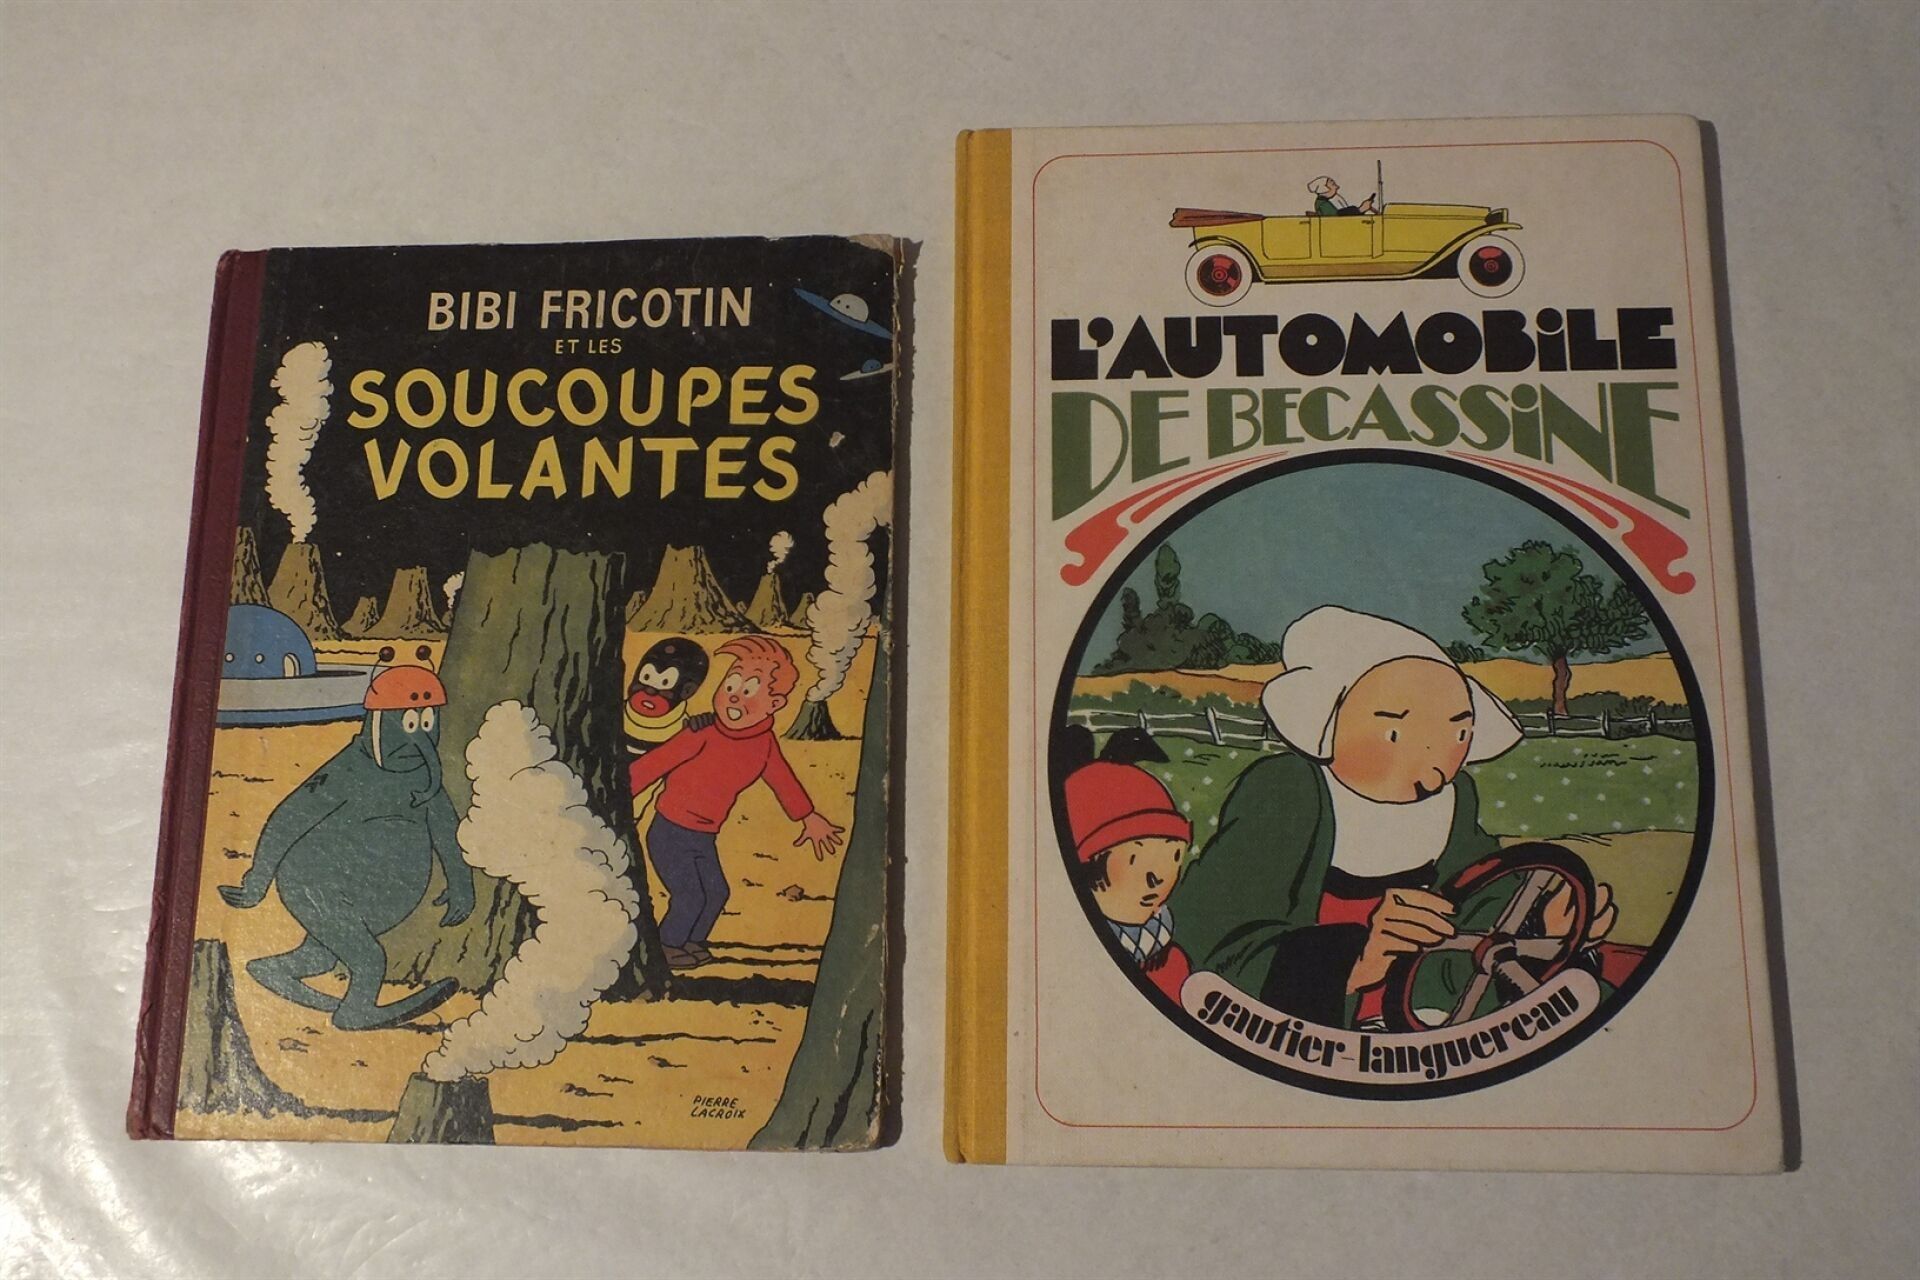 BIBI FRICOTIN
ET LES
SOUCOUPES
VOLANTES
PIERRE
LACROIX
L'AUTOMOBiLE
DE BECASSiNE
gautier-languereau